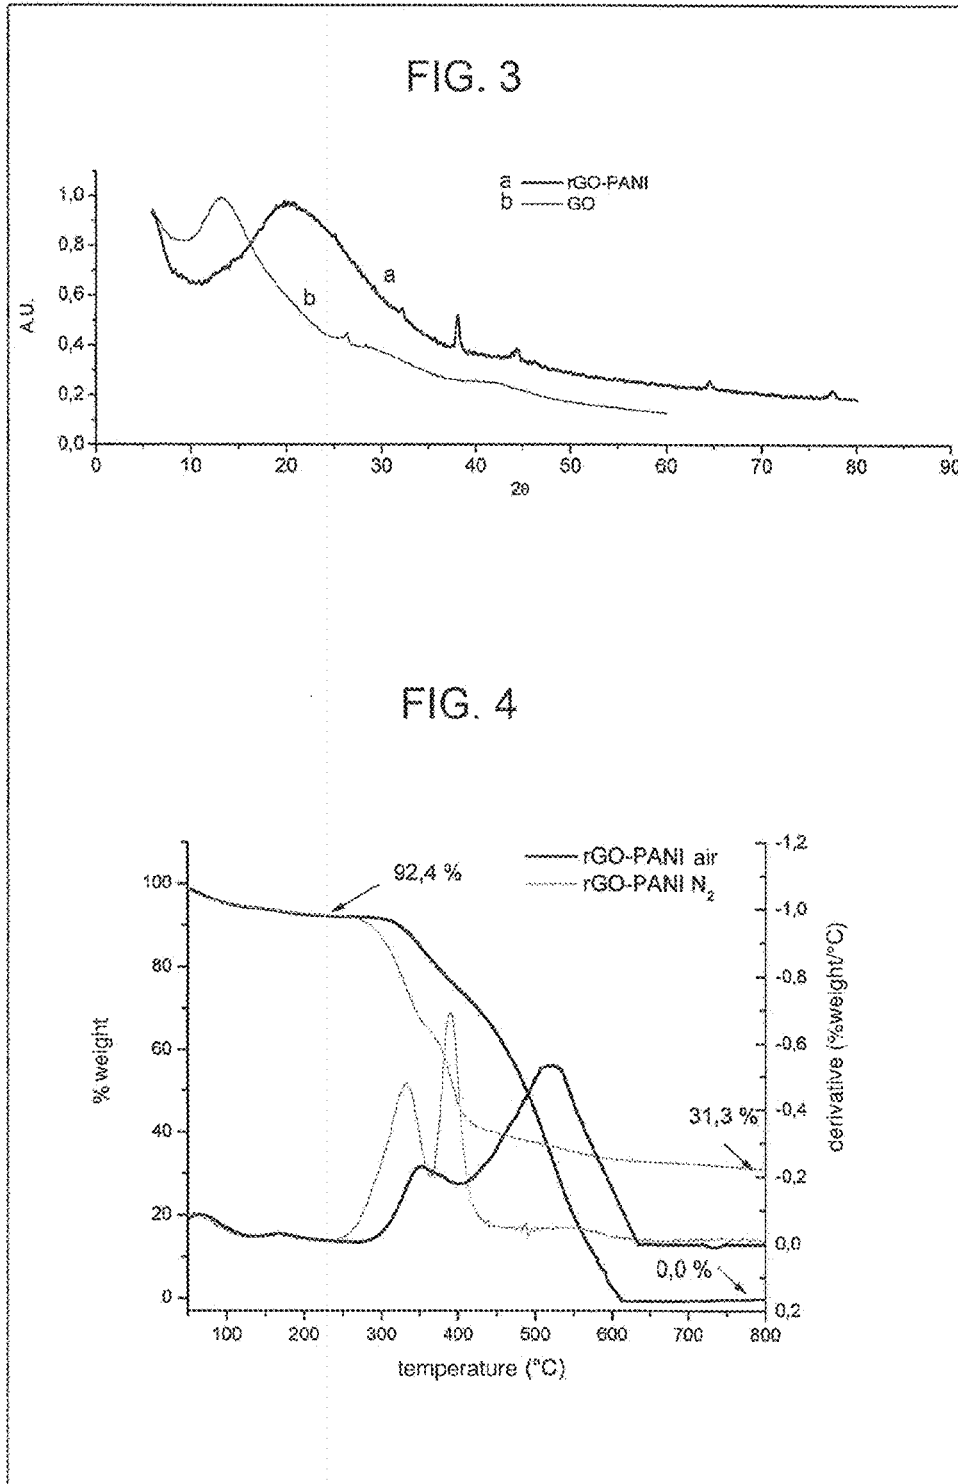 FIG. 3
a rGO-PANI
b GO
1,0
0,8
0,6
0,4
0,2
0,0
A.U.
a
b
0 10 20 30 40 50 60 70 80 90
2θ
FIG. 4
rGO-PANI air
rGO-PANI N₂
92,4 %
100
80
60
40
20
0
% weight
-1,2
-1,0
-0,8
-0,6
-0,4
-0,2
0,0
0,2
derivative (%weight/°C)
31,3 %
0,0 %
100 200 300 400 500 600 700 800
temperature (°C)